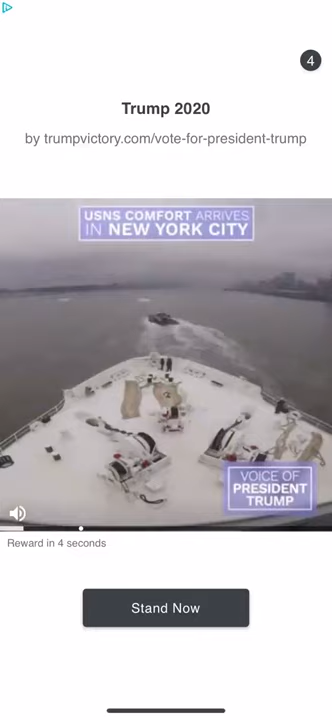 4
Trump 2020
by trumpvictory.com/vote-for-president-trump
USNS COMFORT ARRIVES
IN NEW YORK CITY
VOICE OF
PRESIDENT
TRUMP
Reward in 4 seconds
Stand Now